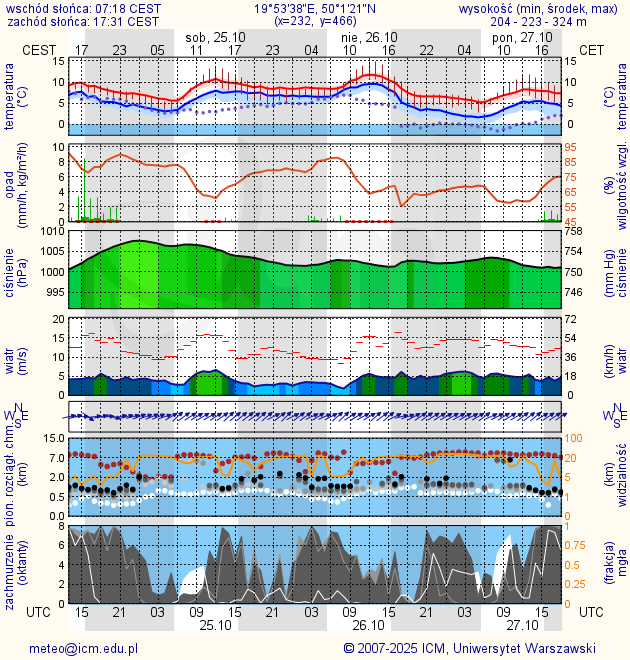 wschód słońca: 07:18 CEST 19°53'38"E, 50°1'21"N wysokość (min, środek, max)
zachód słońca: 17:31 CEST (x=232, y=466) 204 - 223 - 324 m
sob, 25.10 nie, 26.10 pon, 27.10
CEST 17 23 05 11 17 23 04 10 16 22 04 10 16 CET
temperatura (°C) 15 10 5 0 15 10 5 0 temperatura (°C)
opad (mm/h, kg/m²/h) 10 8 6 4 2 0 95 85 75 65 55 45 (%) wilgotność wzgl.
ciśnienie (hPa) 1010 1005 1000 995 758 754 750 746 (mm Hg) ciśnienie
wiatr (m/s) 20 15 10 5 0 72 54 36 18 0 (km/h) wiatr
N W E S N W E S
pion. rozciągł. chm. (km) 15.0 7.0 2.0 0.5 0.0 100 20 5 1 0 (km) widzialność
zachmurzenie (oktanty) 8 6 4 2 0 1 0.75 0.5 0.25 0 (frakcja) mgła
UTC 15 21 03 09 15 21 03 09 15 21 03 09 15 UTC
25.10 26.10 27.10
meteo@icm.edu.pl © 2007-2025 ICM, Uniwersytet Warszawski